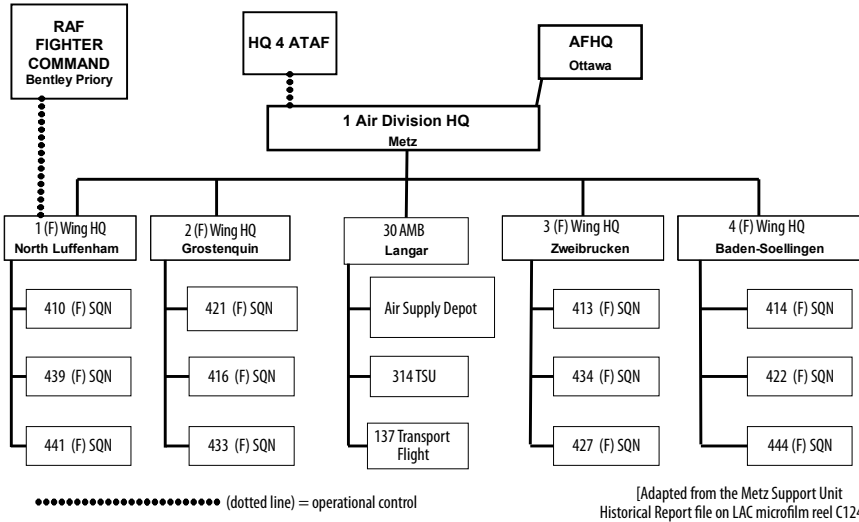 RAF
FIGHTER
COMMAND
Bentley Priory
HQ 4 ATAF
AFHQ
Ottawa
1 Air Division HQ
Metz
1 (F) Wing HQ
North Luffenham
2 (F) Wing HQ
Grostenquin
30 AMB
Langar
3 (F) Wing HQ
Zweibrucken
4 (F) Wing HQ
Baden-Soellingen
410 (F) SQN
421 (F) SQN
Air Supply Depot
413 (F) SQN
414 (F) SQN
439 (F) SQN
416 (F) SQN
314 TSU
434 (F) SQN
422 (F) SQN
441 (F) SQN
433 (F) SQN
137 Transport
Flight
427 (F) SQN
444 (F) SQN
(dotted line) = operational control
[Adapted from the Metz Support Unit
Historical Report file on LAC microfilm reel